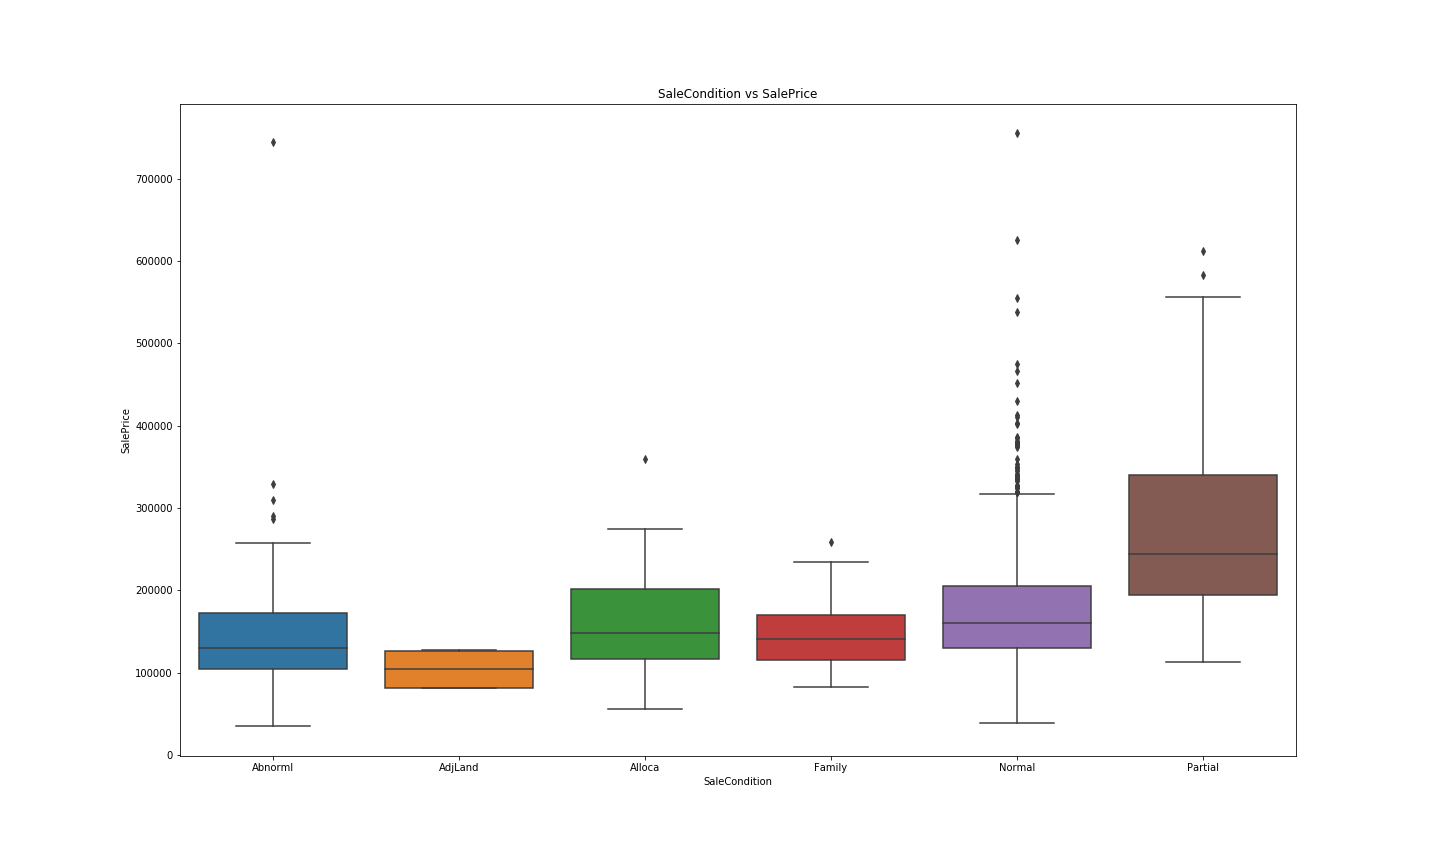 SaleCondition vs SalePrice
SalePrice
700000
600000
500000
400000
300000
200000
100000
0
Abnorml AdjLand Alloca Family Normal Partial
SaleCondition